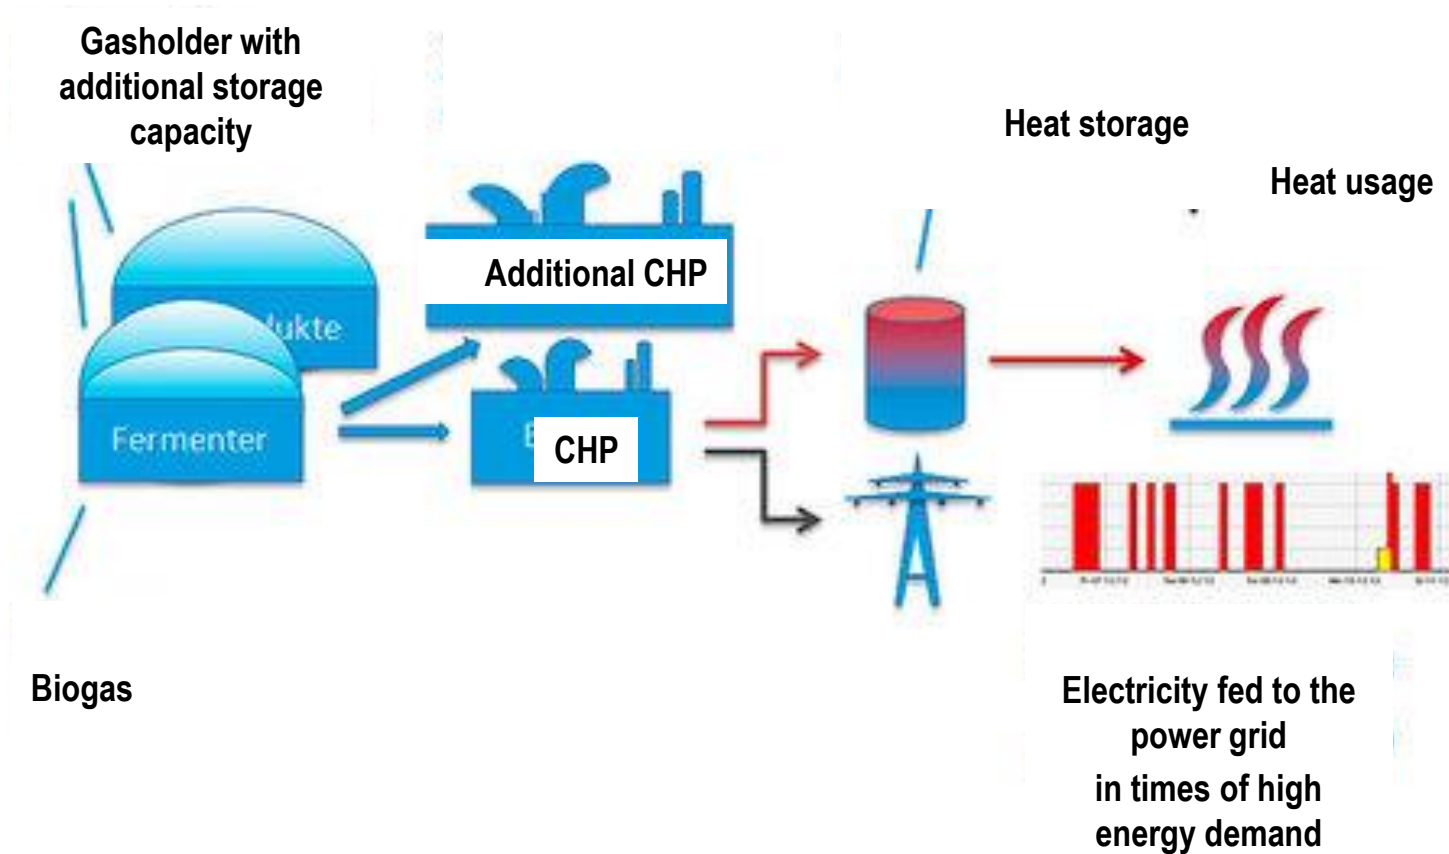 Gasholder with
additional storage
capacity
Heat storage
Heat usage
Additional CHP
Fermenter
CHP
Biogas
Electricity fed to the
power grid
in times of high
energy demand